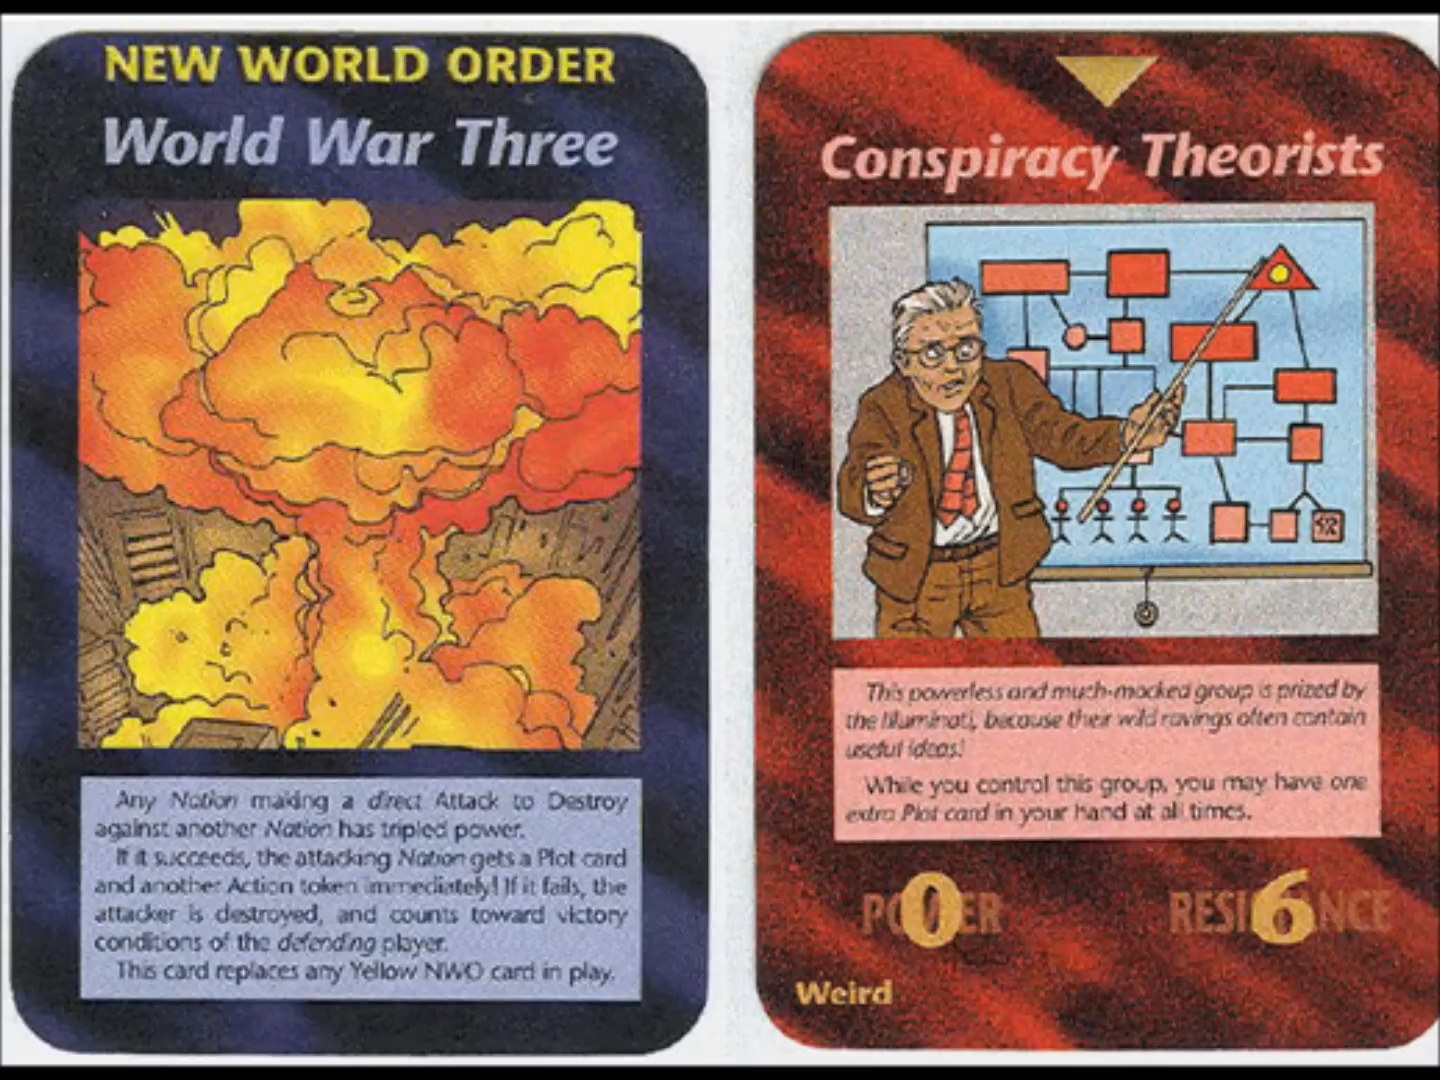 NEW WORLD ORDER
World War Three
Any Nation making a direct Attack to Destroy
against another Nation has tripled power.
If it succeeds, the attacking Nation gets a Plot card
and another Action token immediately! If it fails, the
attacker is destroyed, and counts toward victory
conditions of the defending player.
This card replaces any Yellow NWO card in play.
Conspiracy Theorists
This powerless and much-mocked group is prized by
the Illuminati, because their wild ravings often contain
useful ideas!
While you control this group, you may have one
extra Plot card in your hand at all times.
POWER 0
RESISTANCE 6
Weird